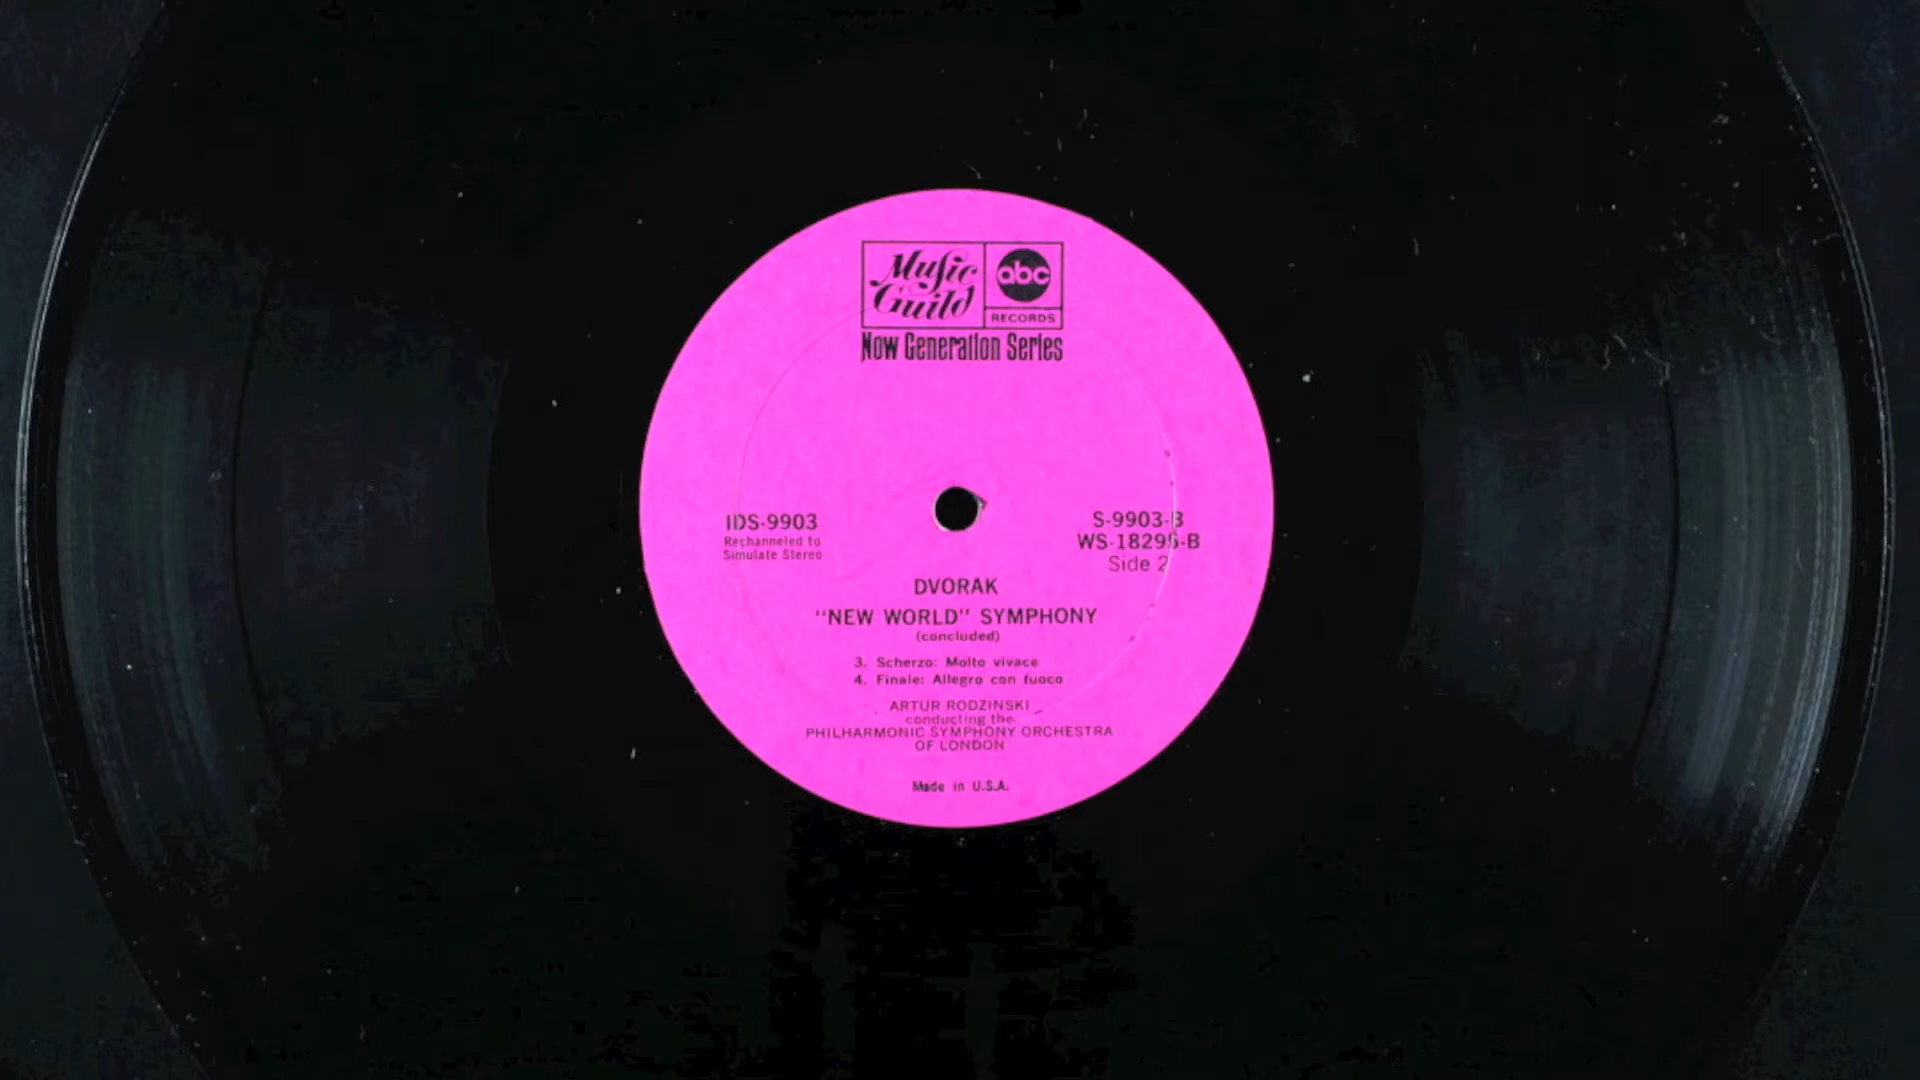 Music Guild
abc
RECORDS
Now Generation Series
IDS-9903
Rechanneled to
Simulate Stereo
S-9903-B
WS-18295-B
Side 2
DVORAK
"NEW WORLD" SYMPHONY
(concluded)
3. Scherzo: Molto vivace
4. Finale: Allegro con fuoco
ARTUR RODZINSKI
conducting the
PHILHARMONIC SYMPHONY ORCHESTRA
OF LONDON
Made in U.S.A.